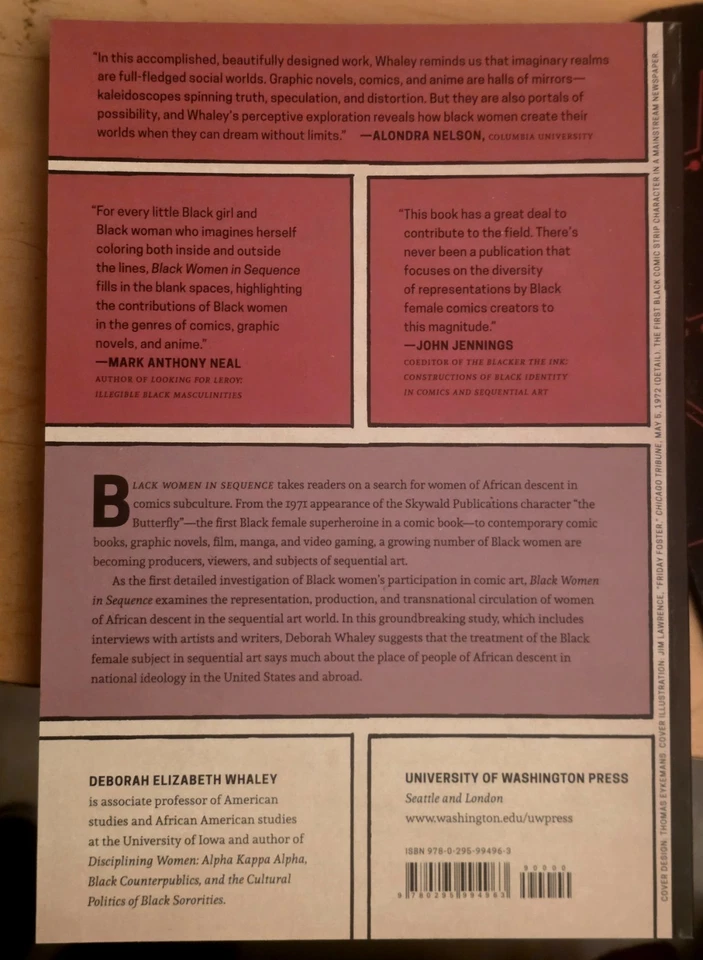 “In this accomplished, beautifully designed work, Whaley reminds us that imaginary realms
are full-fledged social worlds. Graphic novels, comics, and anime are halls of mirrors—
kaleidoscopes spinning truth, speculation, and distortion. But they are also portals of
possibility, and Whaley's perceptive exploration reveals how black women create their
worlds when they can dream without limits.” —ALONDRA NELSON, COLUMBIA UNIVERSITY
“For every little Black girl and
Black woman who imagines herself
coloring both inside and outside
the lines, Black Women in Sequence
fills in the blank spaces, highlighting
the contributions of Black women
in the genres of comics, graphic
novels, and anime.”
—MARK ANTHONY NEAL
AUTHOR OF LOOKING FOR LEROY:
ILLEGIBLE BLACK MASCULINITIES
“This book has a great deal to
contribute to the field. There's
never been a publication that
focuses on the diversity
of representations by Black
female comics creators to
this magnitude.”
—JOHN JENNINGS
COEDITOR OF THE BLACKER THE INK:
CONSTRUCTIONS OF BLACK IDENTITY
IN COMICS AND SEQUENTIAL ART
BLACK WOMEN IN SEQUENCE takes readers on a search for women of African descent in
comics subculture. From the 1971 appearance of the Skywald Publications character “the
Butterfly”—the first Black female superheroine in a comic book—to contemporary comic
books, graphic novels, film, manga, and video gaming, a growing number of Black women are
becoming producers, viewers, and subjects of sequential art.
As the first detailed investigation of Black women's participation in comic art, Black Women
in Sequence examines the representation, production, and transnational circulation of women
of African descent in the sequential art world. In this groundbreaking study, which includes
interviews with artists and writers, Deborah Whaley suggests that the treatment of the Black
female subject in sequential art says much about the place of people of African descent in
national ideology in the United States and abroad.
DEBORAH ELIZABETH WHALEY
is associate professor of American
studies and African American studies
at the University of Iowa and author of
Disciplining Women: Alpha Kappa Alpha,
Black Counterpublics, and the Cultural
Politics of Black Sororities.
UNIVERSITY OF WASHINGTON PRESS
Seattle and London
www.washington.edu/uwpress
ISBN 978-0-295-99496-3
90000
9 780295 994963
COVER DESIGN: THOMAS EYKEMANS. COVER ILLUSTRATION: JIM LAWRENCE, “FRIDAY FOSTER,” CHICAGO TRIBUNE, MAY 5, 1972 (DETAIL). THE FIRST BLACK COMIC STRIP CHARACTER IN A MAINSTREAM NEWSPAPER.